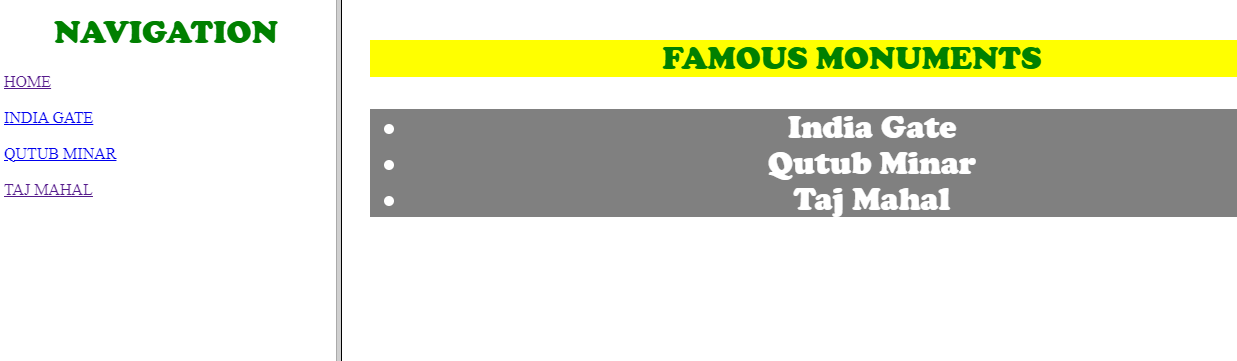 NAVIGATION
HOME
INDIA GATE
QUTUB MINAR
TAJ MAHAL
FAMOUS MONUMENTS
India Gate
Qutub Minar
Taj Mahal